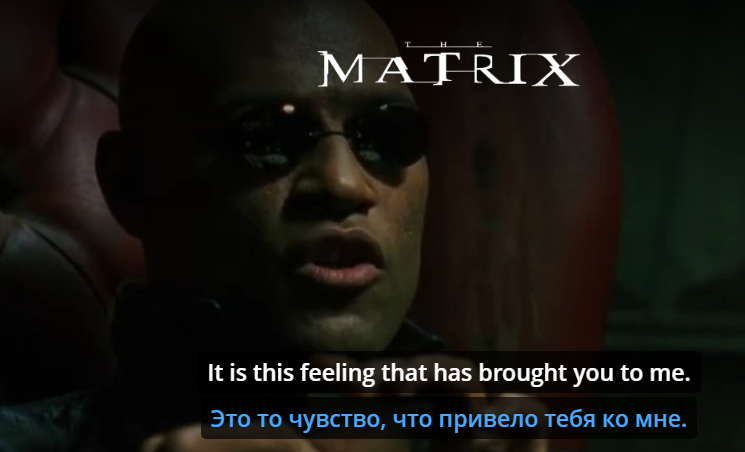 THE
MATRIX
It is this feeling that has brought you to me.
Это то чувство, что привело тебя ко мне.